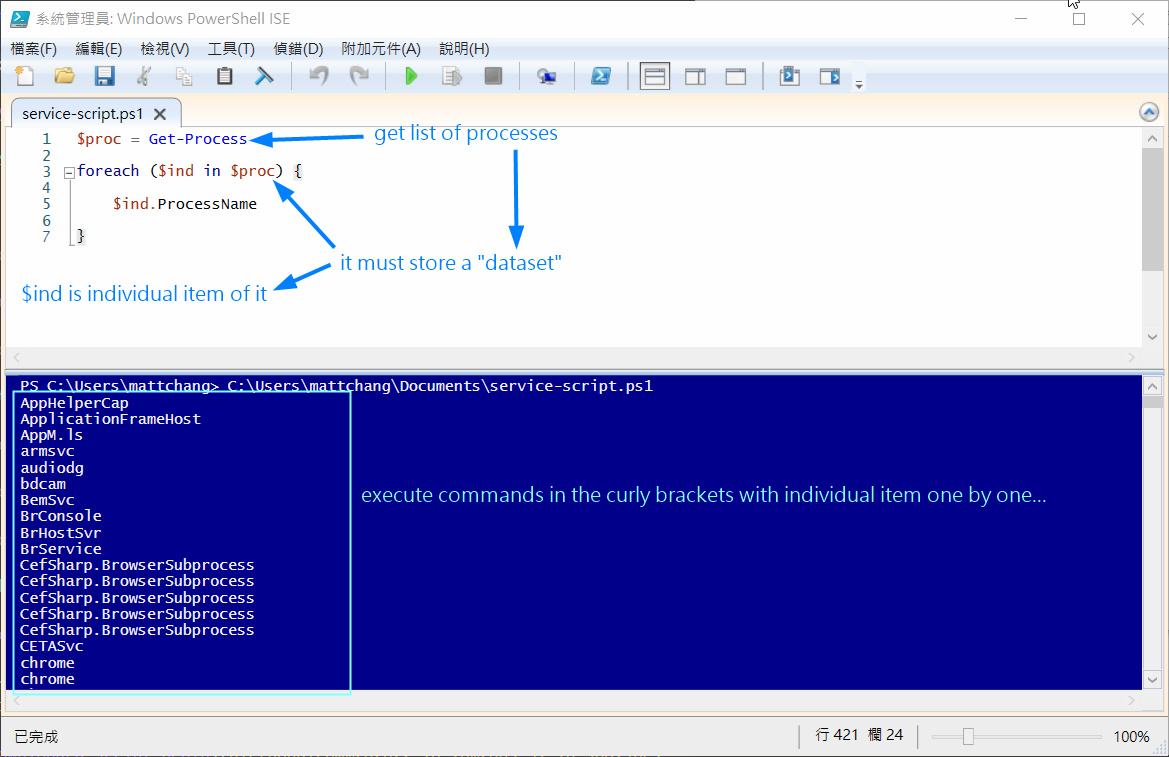 系統管理員: Windows PowerShell ISE
檔案(F) 編輯(E) 檢視(V) 工具(T) 偵錯(D) 附加元件(A) 說明(H)
service-script.ps1
1 $proc = Get-Process
get list of processes
2
3 foreach ($ind in $proc) {
4
5 $ind.ProcessName
6
7 }
it must store a "dataset"
$ind is individual item of it
PS C:\Users\mattchang> C:\Users\mattchang\Documents\service-script.ps1
AppHelperCap
ApplicationFrameHost
AppM.ls
armsvc
audiodg
bdcam
BemSvc
execute commands in the curly brackets with individual item one by one...
BrConsole
BrHostSvr
BrService
CefSharp.BrowserSubprocess
CefSharp.BrowserSubprocess
CefSharp.BrowserSubprocess
CefSharp.BrowserSubprocess
CefSharp.BrowserSubprocess
CETASvc
chrome
chrome
已完成 行 421 欄 24 100%